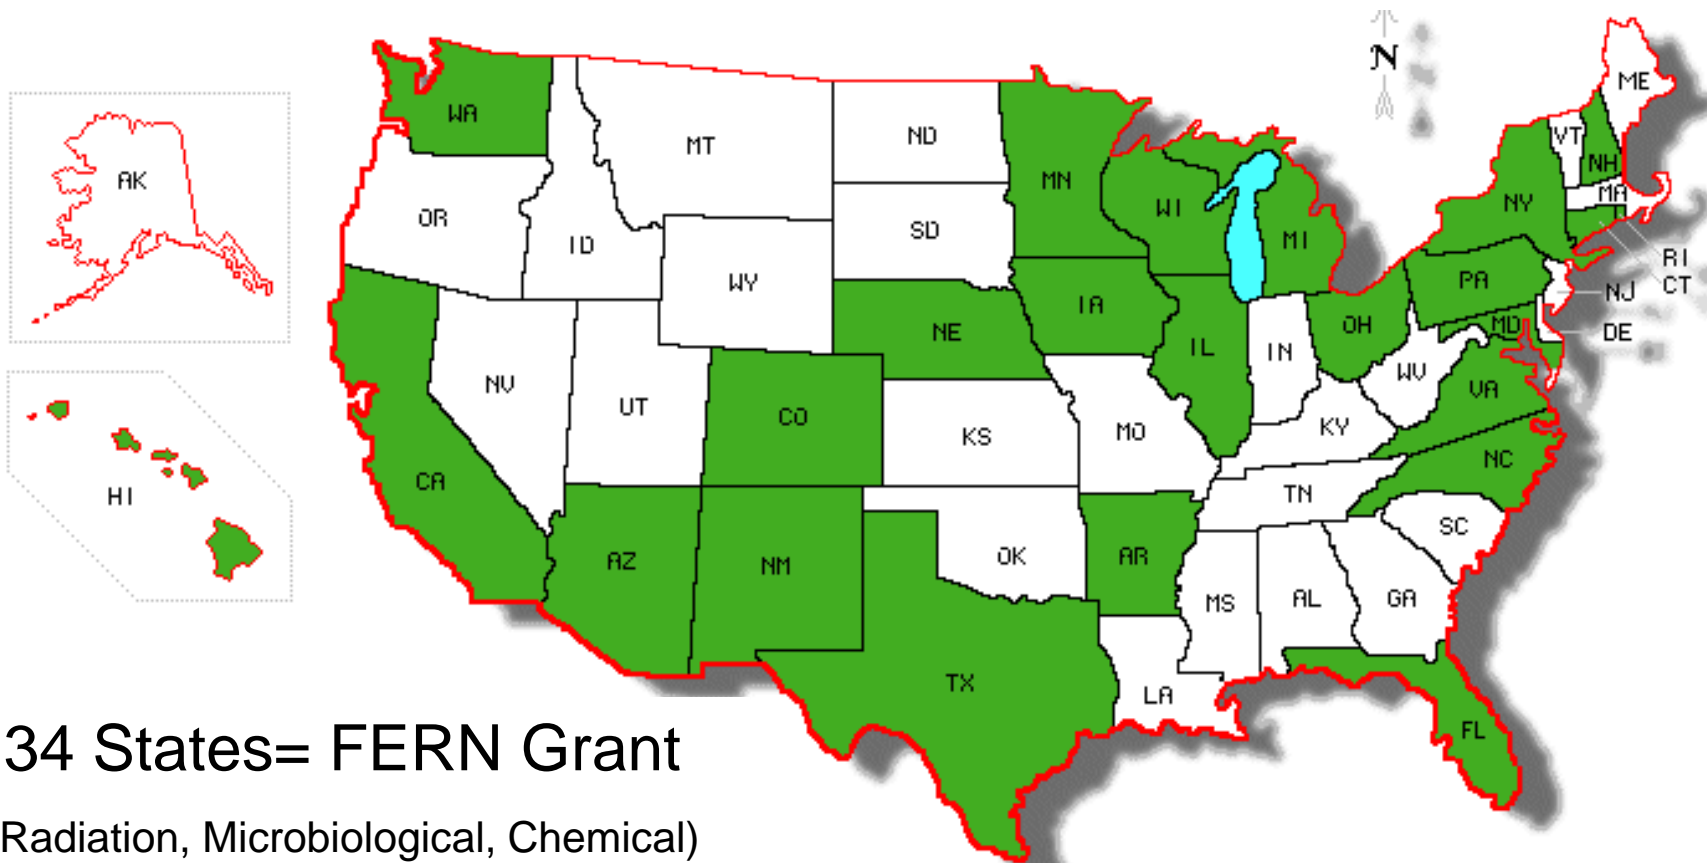 N
ME
WA
VT
ND
MT
NH
AK
MN
MA
OR
WI
NY
SD
MI
ID
RI
PA
WY
CT
NJ
IA
MD
OH
NE
DE
IL
IN
NV
WV
VA
UT
CO
KY
MO
KS
NC
CA
TN
HI
SC
AR
OK
AZ
NM
GA
AL
MS
TX
LA
FL
34 States= FERN Grant
Radiation, Microbiological, Chemical)